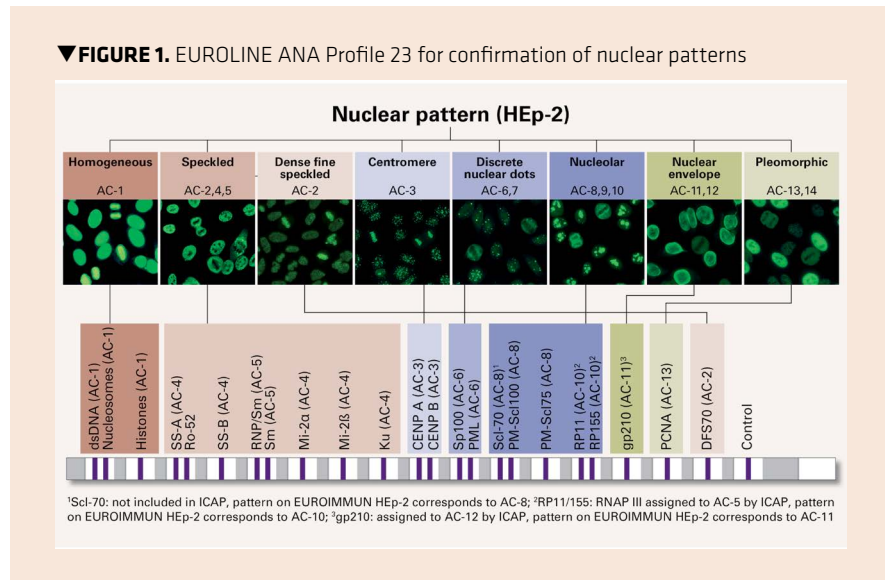 ▼FIGURE 1. EUROLINE ANA Profile 23 for confirmation of nuclear patterns
Nuclear pattern (HEp-2)
Homogeneous
AC-1
Speckled
AC-2,4,5
Dense fine
speckled
AC-2
Centromere
AC-3
Discrete
nuclear dots
AC-6,7
Nucleolar
AC-8,9,10
Nuclear
envelope
AC-11,12
Pleomorphic
AC-13,14
dsDNA (AC-1)
Nucleosomes (AC-1)
Histones (AC-1)
SS-A (AC-4)
Ro-52
SS-B (AC-4)
RNP/Sm (AC-5)
Sm (AC-5)
Mi-2α (AC-4)
Mi-2ß (AC-4)
Ku (AC-4)
CENP A (AC-3)
CENP B (AC-3)
Sp100 (AC-6)
PML (AC-6)
Scl-70 (AC-8)¹
PM-Scl100 (AC-8)
PM-Scl75 (AC-8)
RP11 (AC-10)²
RP155 (AC-10)²
gp210 (AC-11)³
PCNA (AC-13)
DFS70 (AC-2)
Control
¹Scl-70: not included in ICAP, pattern on EUROIMMUN HEp-2 corresponds to AC-8; ²RP11/155: RNAP III assigned to AC-5 by ICAP, pattern
on EUROIMMUN HEp-2 corresponds to AC-10; ³gp210: assigned to AC-12 by ICAP, pattern on EUROIMMUN HEp-2 corresponds to AC-11